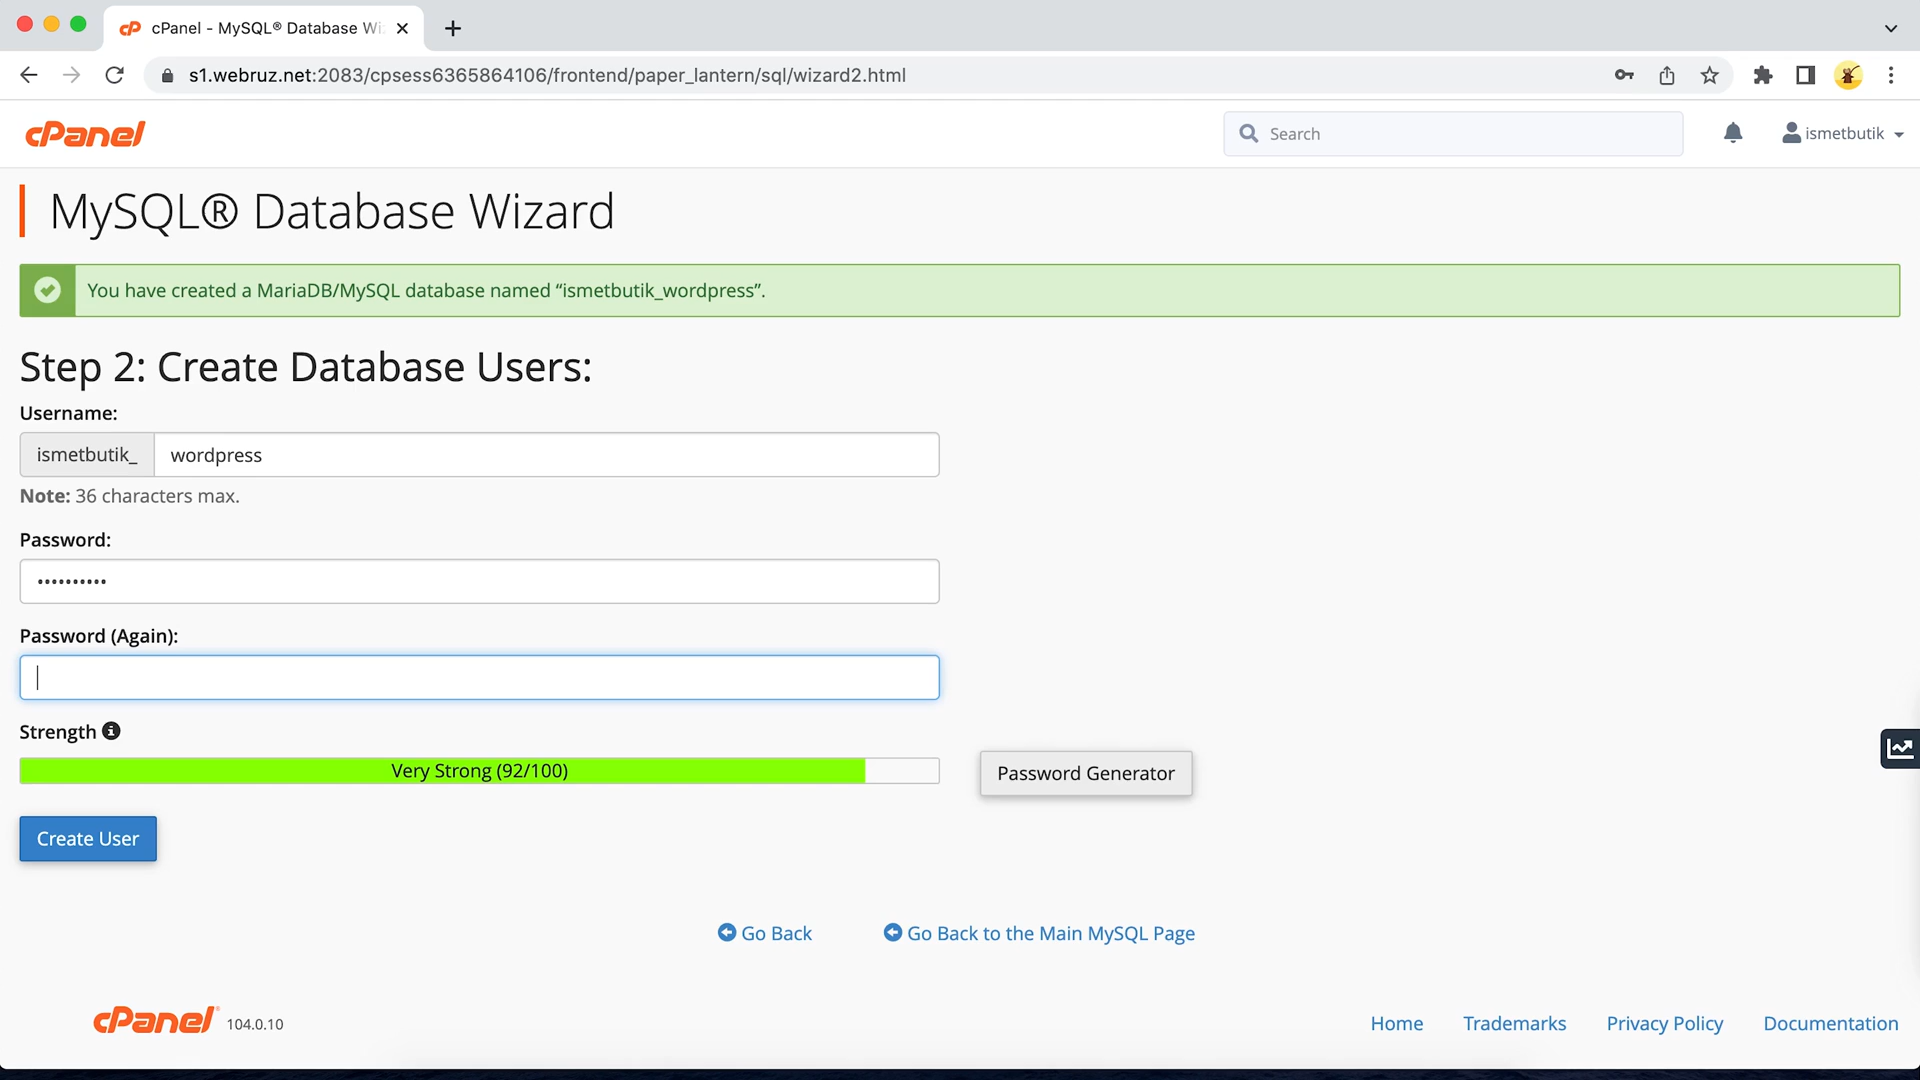 cPanel - MySQL® Database Wi
s1.webruz.net:2083/cpsess6365864106/frontend/paper_lantern/sql/wizard2.html
cPanel
Search
ismetbutik
MySQL® Database Wizard
You have created a MariaDB/MySQL database named “ismetbutik_wordpress”.
Step 2: Create Database Users:
Username:
ismetbutik_ wordpress
Note: 36 characters max.
Password:
••••••••••
Password (Again):
Strength
Very Strong (92/100)
Password Generator
Create User
Go Back
Go Back to the Main MySQL Page
cPanel 104.0.10
Home
Trademarks
Privacy Policy
Documentation